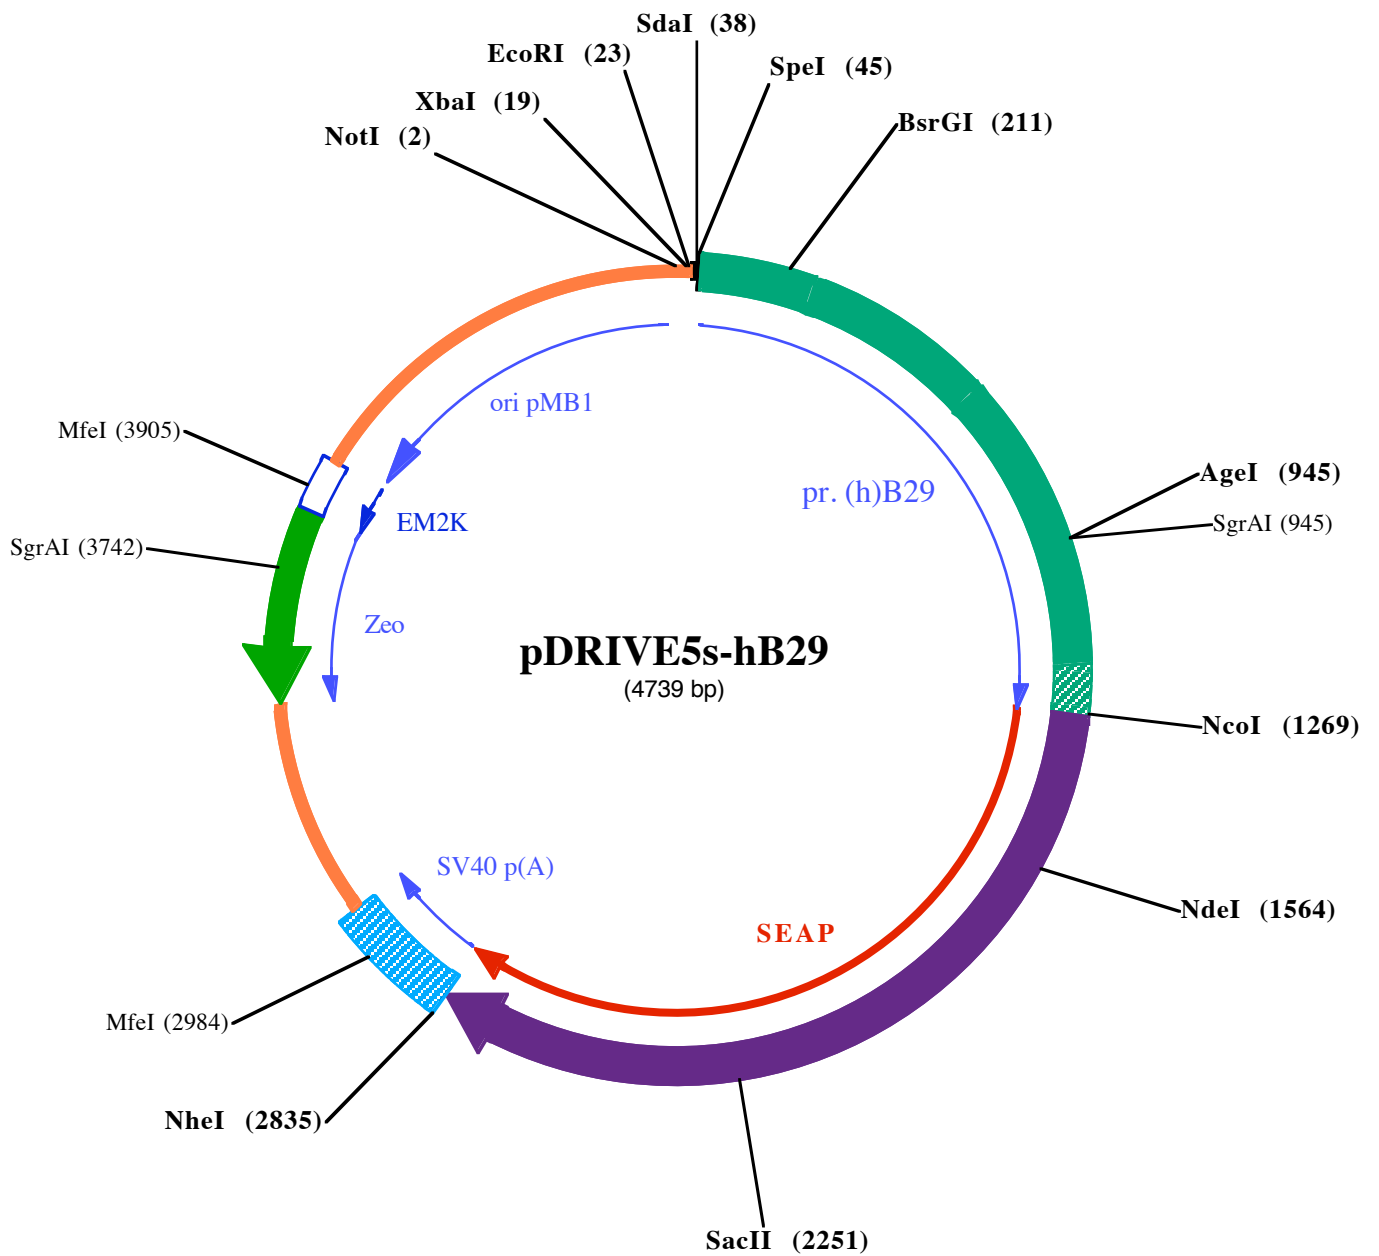 SdaI (38)
EcoRI (23)
SpeI (45)
XbaI (19)
BsrGI (211)
NotI (2)
ori pMB1
MfeI (3905)
AgeI (945)
pr. (h)B29
EM2K
SgrAI (945)
SgrAI (3742)
Zeo
pDRIVE5s-hB29
(4739 bp)
NcoI (1269)
SV40 p(A)
NdeI (1564)
SEAP
MfeI (2984)
NheI (2835)
SacII (2251)